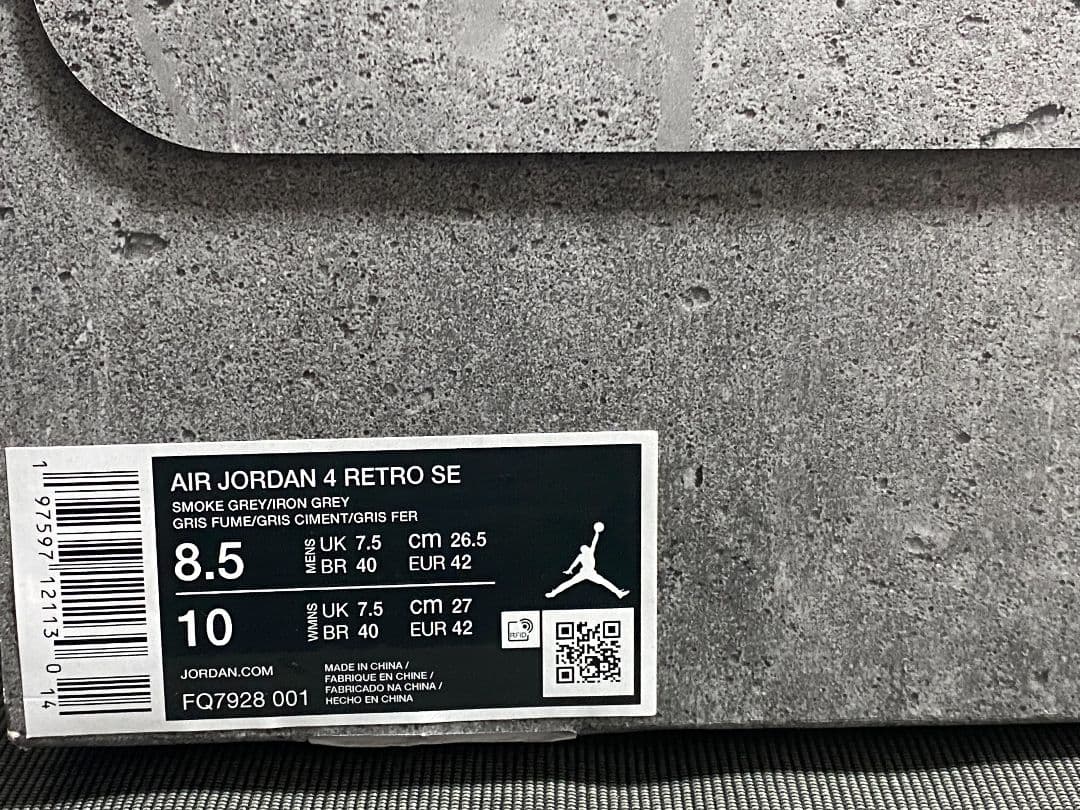 AIR JORDAN 4 RETRO SE
SMOKE GREY/IRON GREY
GRIS FUME/GRIS CIMENT/GRIS FER
8.5 MENS UK 7.5 cm 26.5
BR 40 EUR 42
10 WMNS UK 7.5 cm 27
BR 40 EUR 42
RFID
JORDAN.COM
FQ7928 001
MADE IN CHINA /
FABRIQUE EN CHINE /
FABRICADO NA CHINA /
HECHO EN CHINA
1 97597 12113 0 14